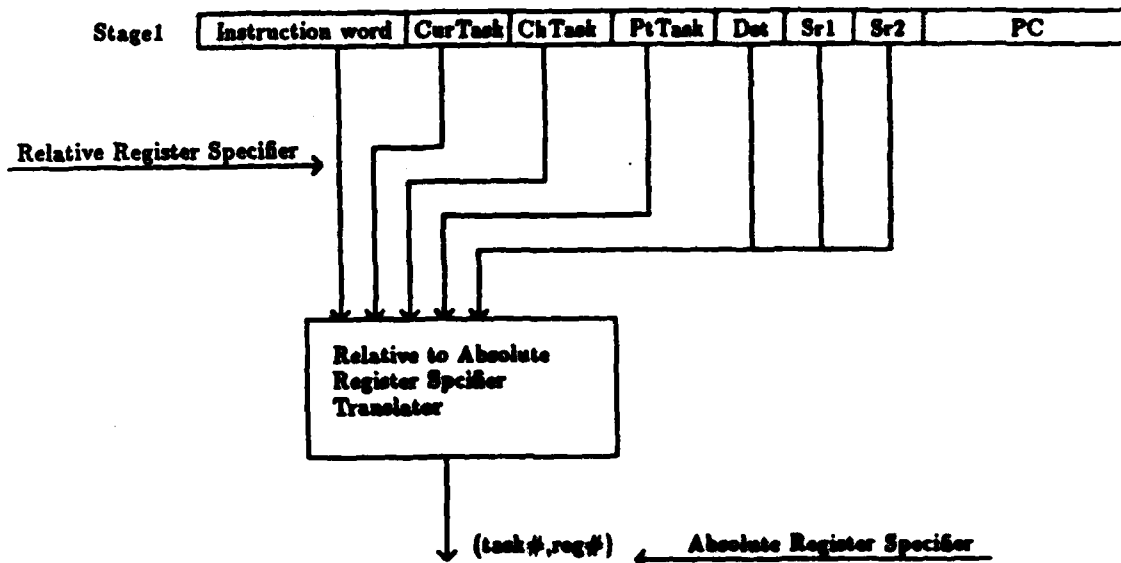 Stage1 Instruction word CurTask ChTask PtTask Dst Sr1 Sr2 PC
Relative Register Specifier
Relative to Absolute
Register Spcifier
Translator
(task#,reg#) Absolute Register Specifier